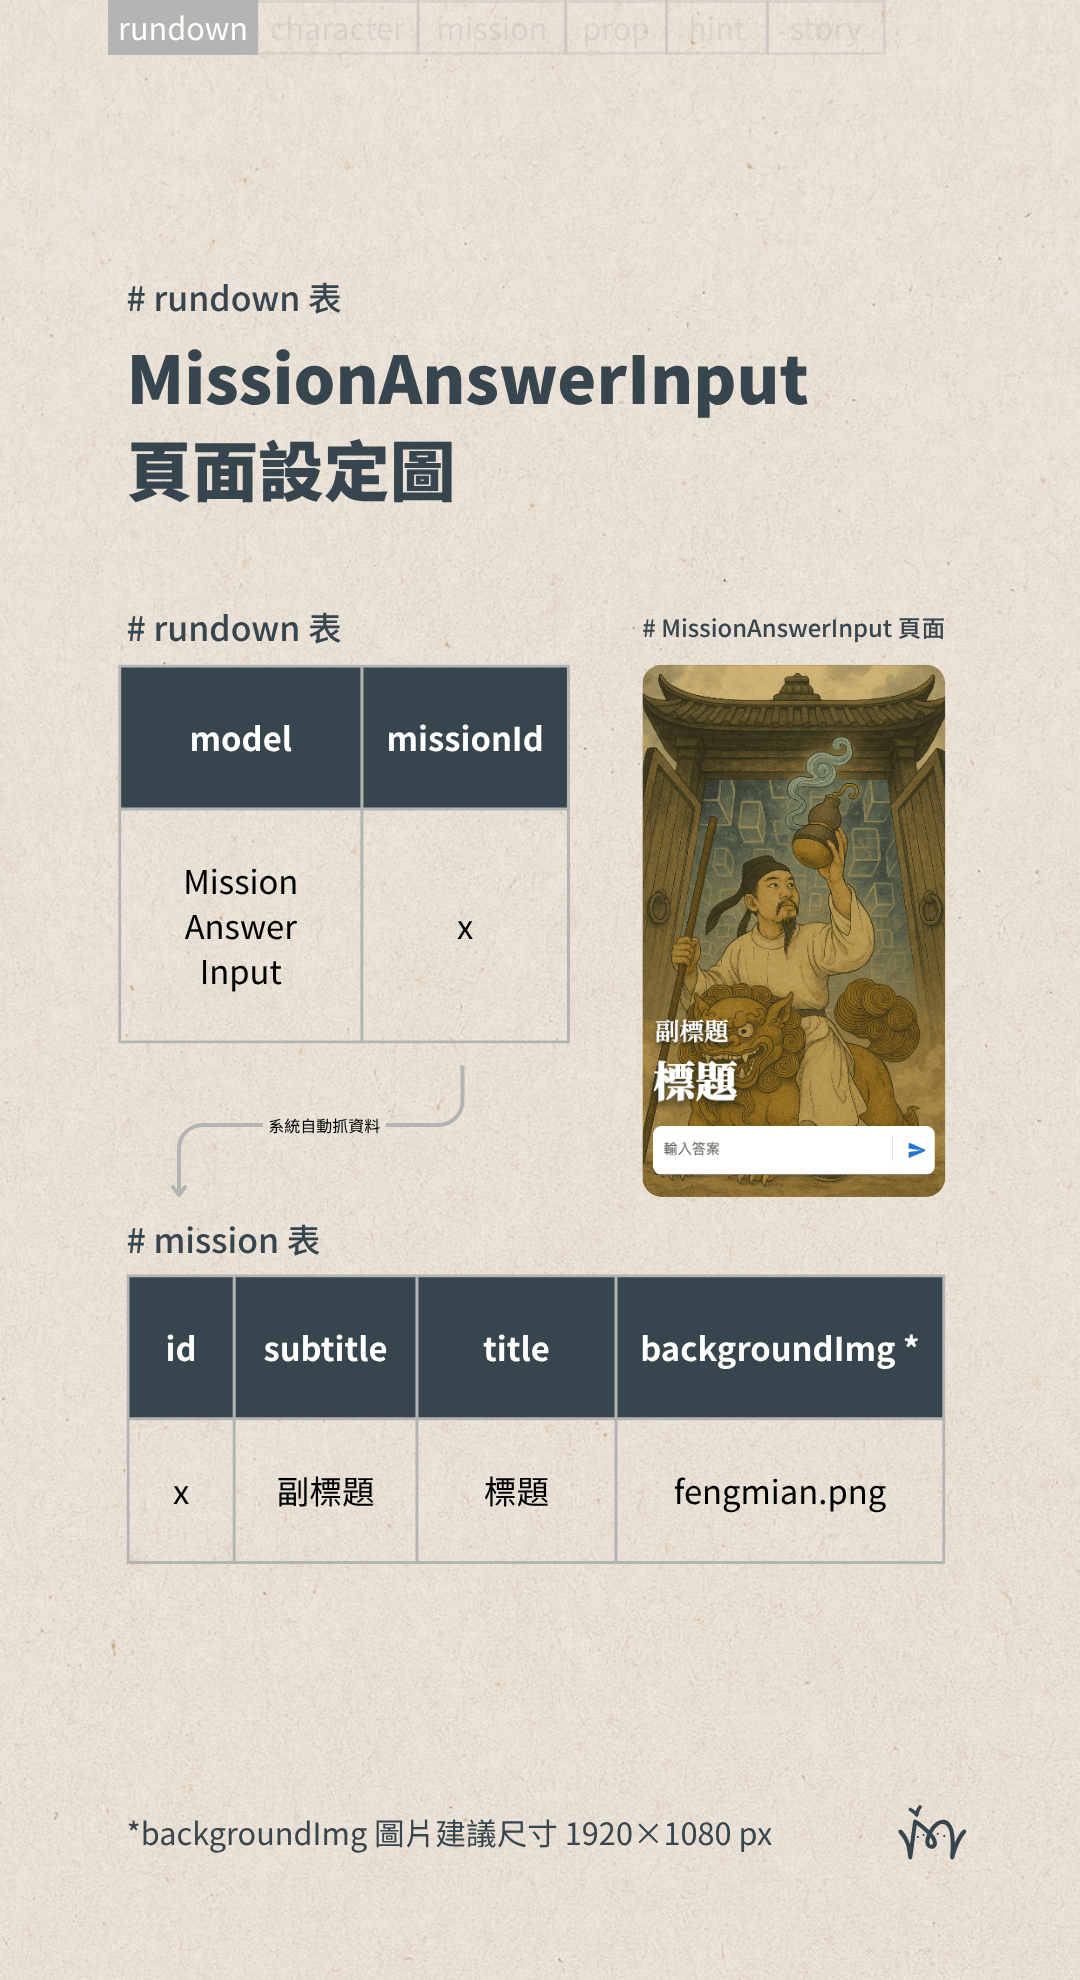 rundown character mission prop hint story
# rundown 表
MissionAnswerInput
頁面設定圖
# rundown 表
model missionId
Mission
Answer
Input
x
系統自動抓資料
# MissionAnswerInput 頁面
副標題
標題
輸入答案
# mission 表
id subtitle title backgroundImg *
x 副標題 標題 fengmian.png
*backgroundImg 圖片建議尺寸 1920×1080 px